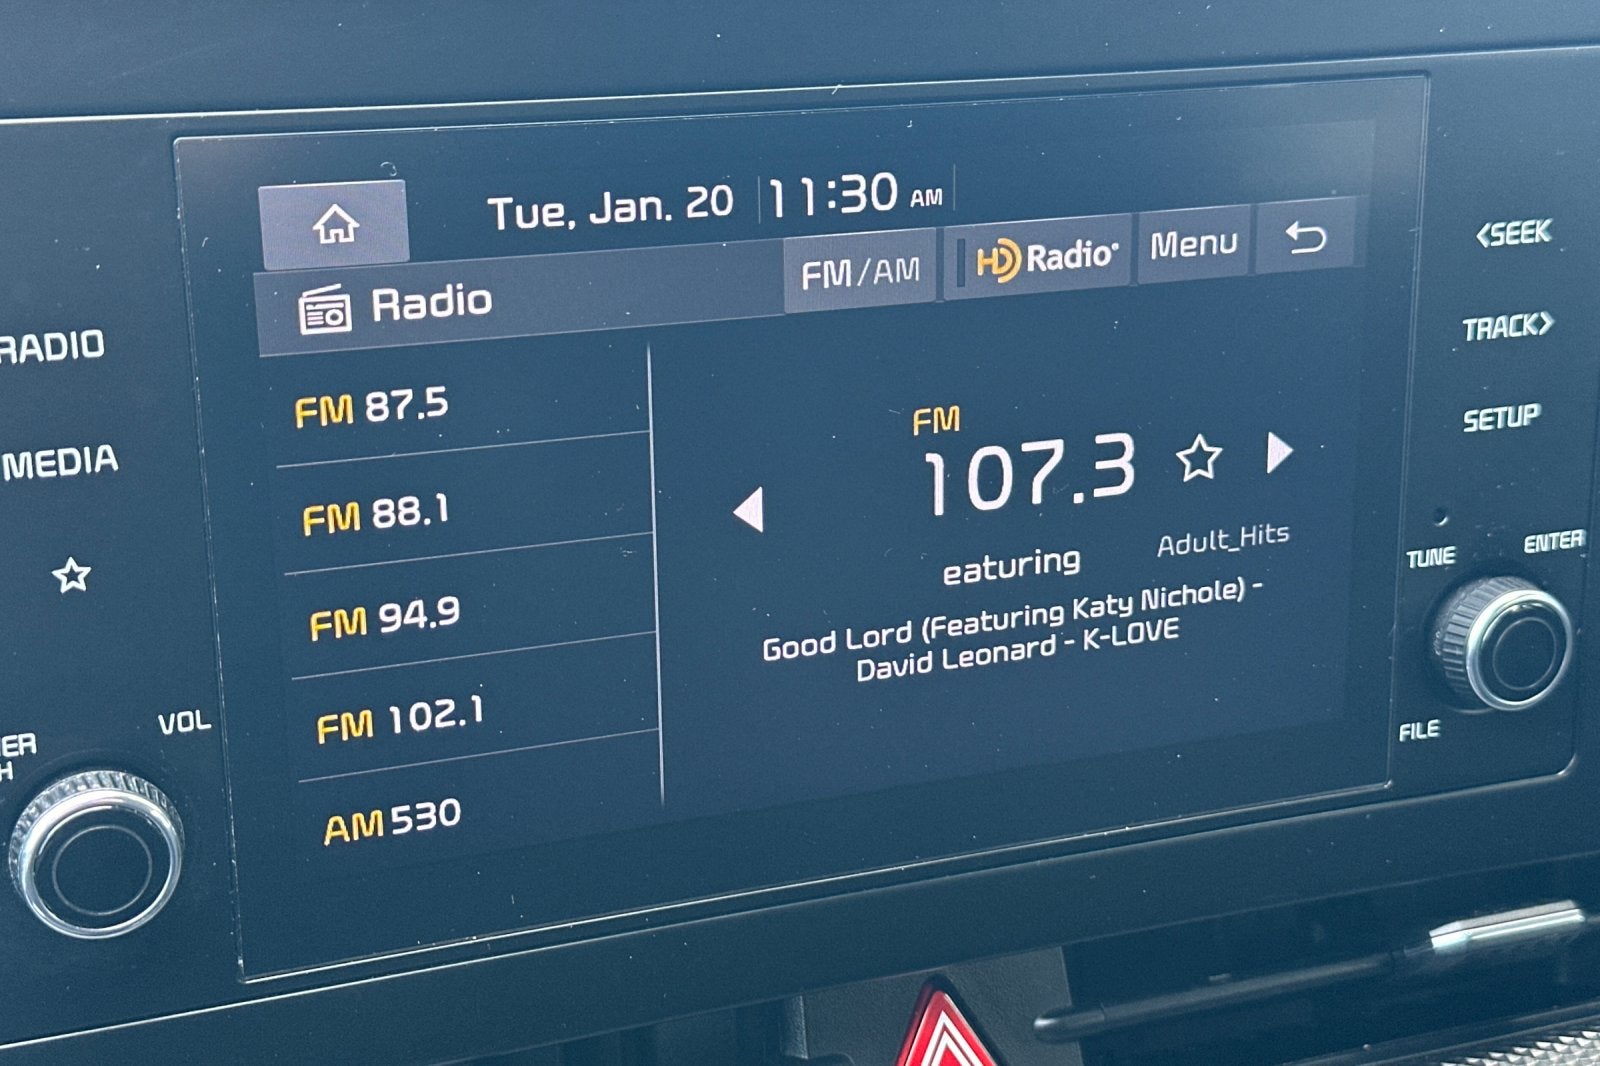 Tue, Jan. 20 11:30 AM
Radio FM/AM HD Radio Menu
FM 87.5
FM 88.1
FM 94.9
FM 102.1
AM 530
FM
107.3
eaturing Adult_Hits
Good Lord (Featuring Katy Nichole) -
David Leonard - K-LOVE
RADIO
MEDIA
VOL
<SEEK
TRACK>
SETUP
TUNE
ENTER
FILE